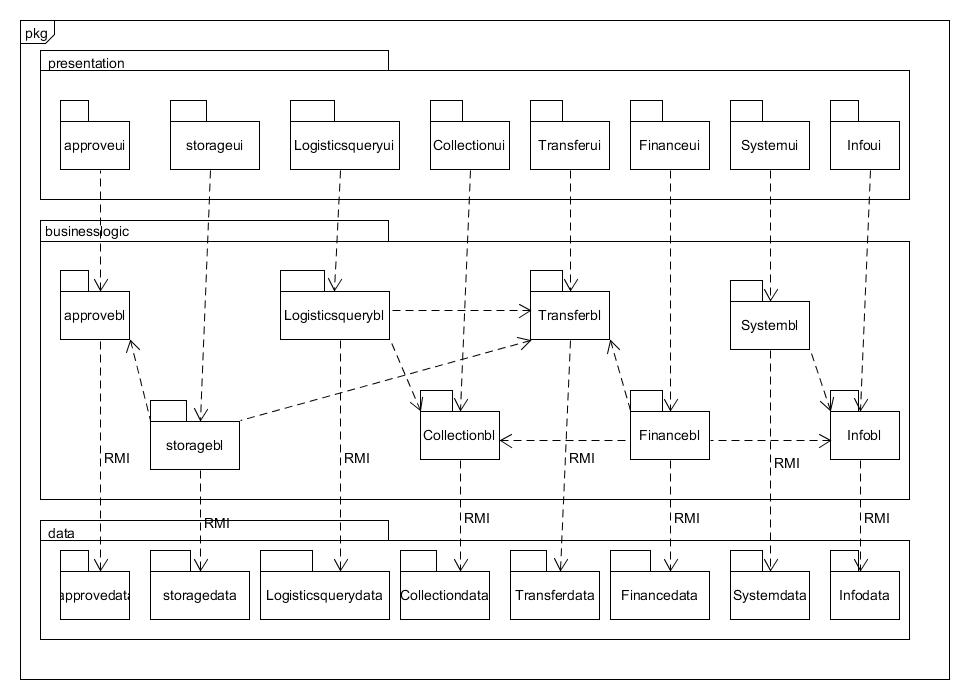 pkg
presentation
approveui
storageui
Logisticsqueryui
Collectionui
Transferui
Financeui
Systemui
Infoui
businesslogic
approvebl
Logisticsquerybl
Transferbl
Systembl
storagebl
Collectionbl
Financebl
Infobl
RMI
RMI
RMI
RMI
RMI
RMI
RMI
RMI
data
approvedata
storagedata
Logisticsquerydata
Collectiondata
Transferdata
Financedata
Systemdata
Infodata